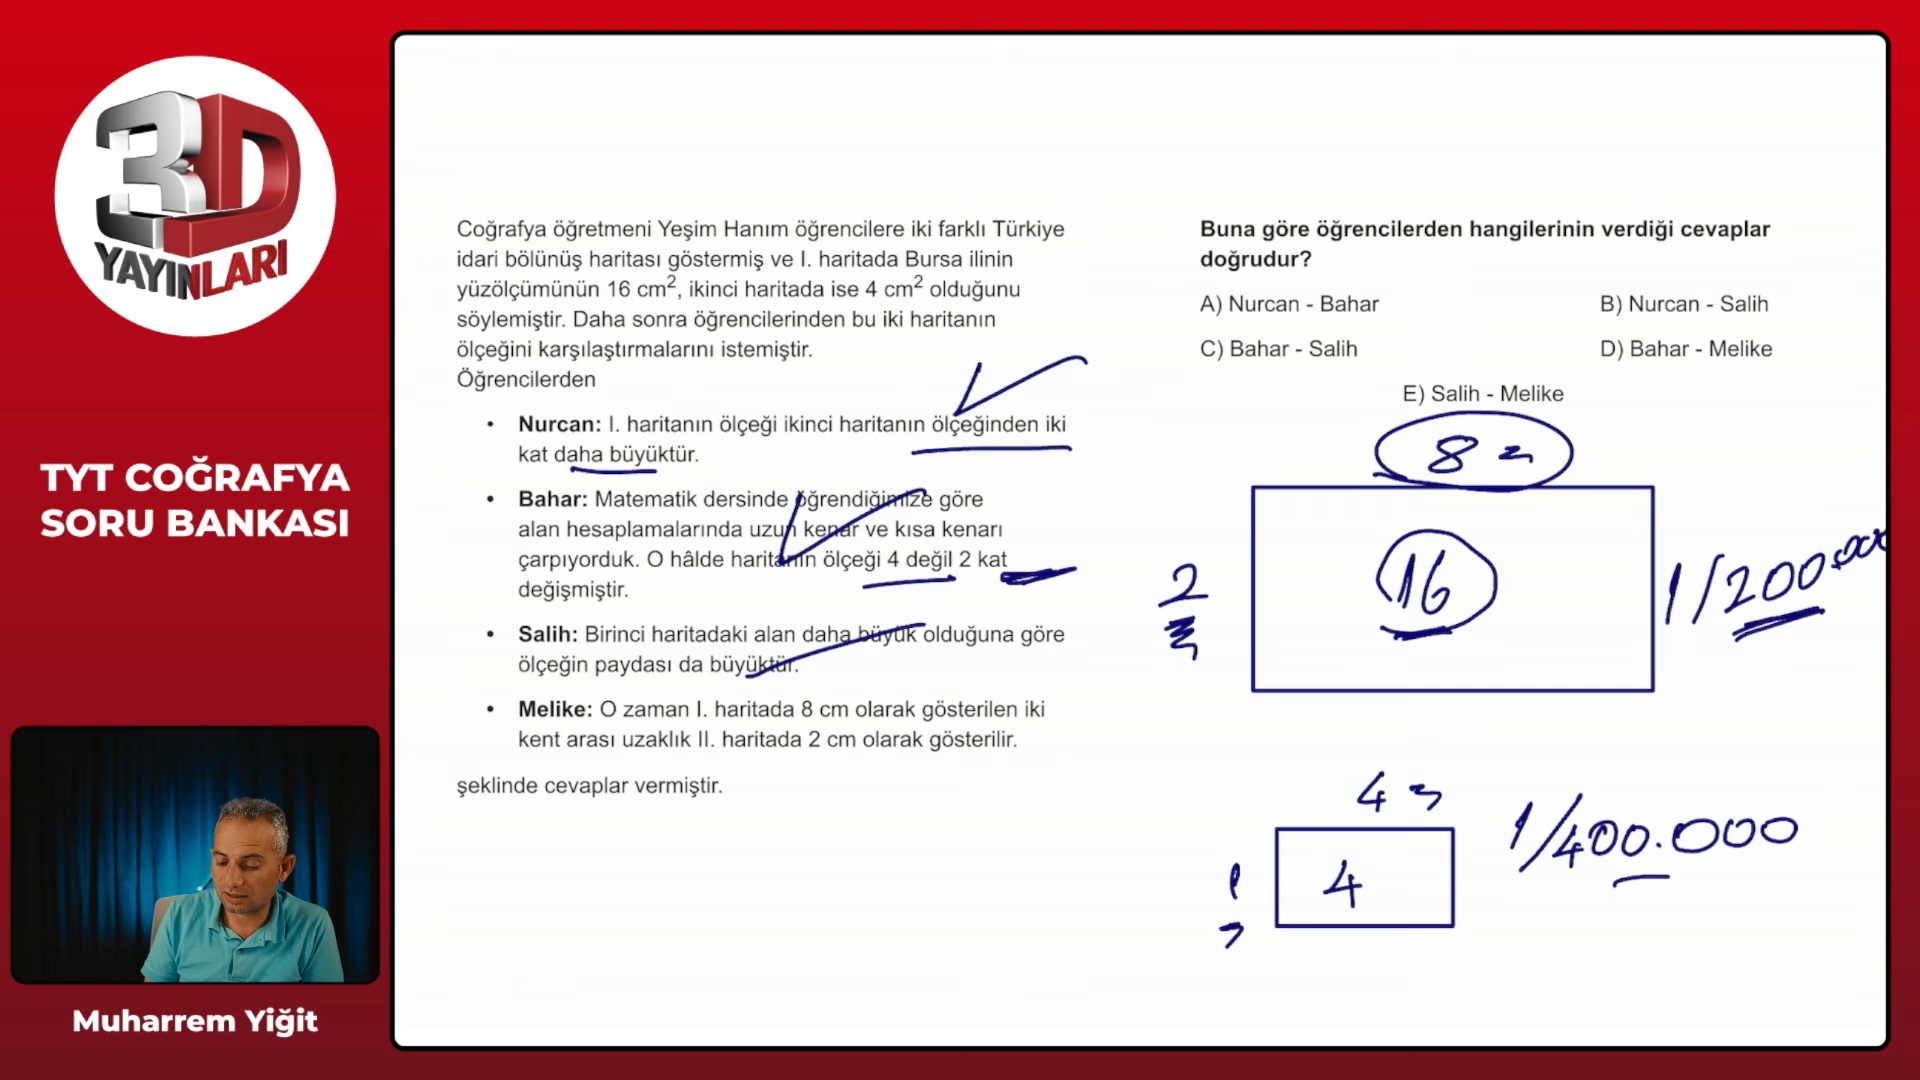 3D
YAYINLARI
TYT COĞRAFYA
SORU BANKASI
Muharrem Yiğit
Coğrafya öğretmeni Yeşim Hanım öğrencilere iki farklı Türkiye
idari bölünüş haritası göstermiş ve I. haritada Bursa ilinin
yüzölçümünün 16 cm², ikinci haritada ise 4 cm² olduğunu
söylemiştir. Daha sonra öğrencilerinden bu iki haritanın
ölçeğini karşılaştırmalarını istemiştir.
Öğrencilerden
• Nurcan: I. haritanın ölçeği ikinci haritanın ölçeğinden iki
kat daha büyüktür.
• Bahar: Matematik dersinde öğrendiğimize göre
alan hesaplamalarında uzun kenar ve kısa kenarı
çarpıyorduk. O hâlde haritanın ölçeği 4 değil 2 kat
değişmiştir.
• Salih: Birinci haritadaki alan daha büyük olduğuna göre
ölçeğin paydası da büyüktür.
• Melike: O zaman I. haritada 8 cm olarak gösterilen iki
kent arası uzaklık II. haritada 2 cm olarak gösterilir.
şeklinde cevaplar vermiştir.
Buna göre öğrencilerden hangilerinin verdiği cevaplar
doğrudur?
A) Nurcan - Bahar
B) Nurcan - Salih
C) Bahar - Salih
D) Bahar - Melike
E) Salih - Melike
8
16
2
1/200.000
4
4
1/400.000